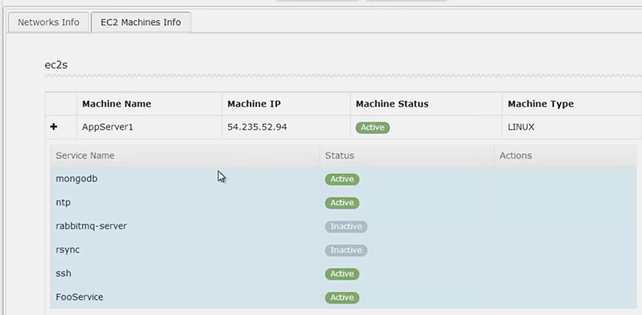 Networks Info EC2 Machines Info
ec2s
Machine Name Machine IP Machine Status Machine Type
AppServer1 54.235.52.94 Active LINUX
Service Name Status Actions
mongodb Active
ntp Active
rabbitmq-server Inactive
rsync Inactive
ssh Active
FooService Active